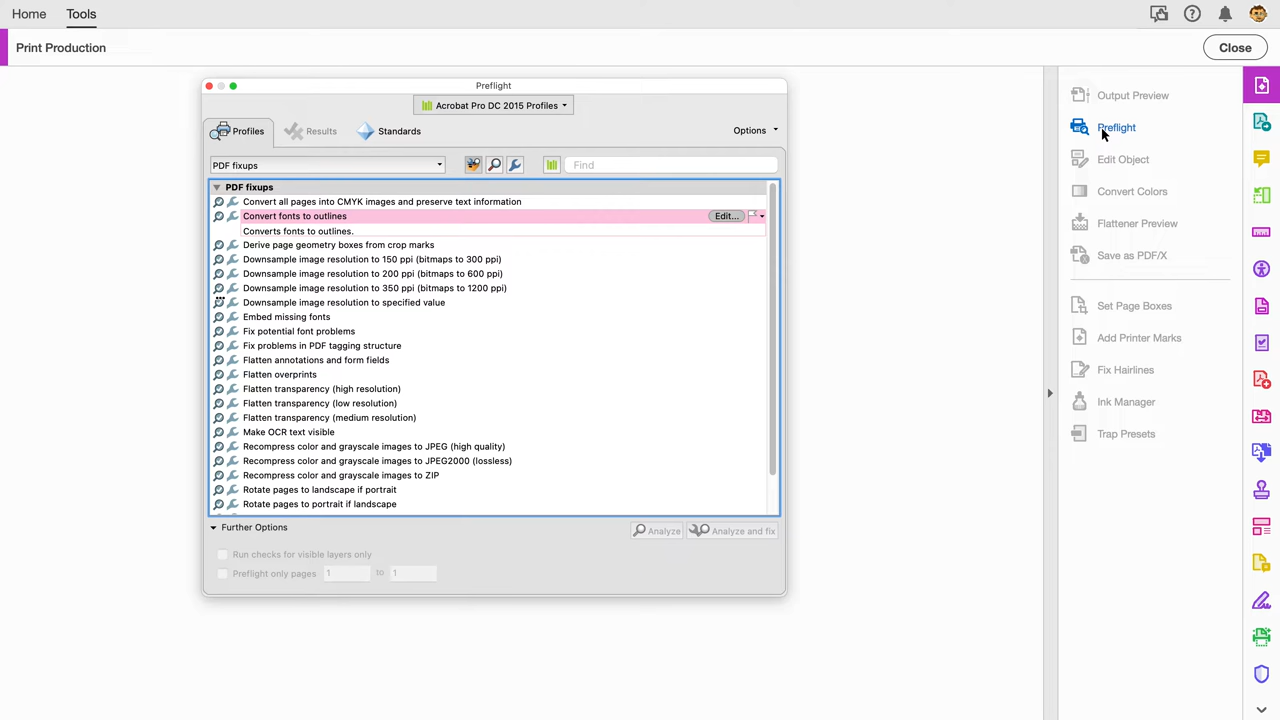 Home Tools
Print Production
Close
Preflight
Acrobat Pro DC 2015 Profiles
Profiles Results Standards Options
PDF fixups Find
PDF fixups
Convert all pages into CMYK images and preserve text information
Convert fonts to outlines Edit...
Converts fonts to outlines.
Derive page geometry boxes from crop marks
Downsample image resolution to 150 ppi (bitmaps to 300 ppi)
Downsample image resolution to 200 ppi (bitmaps to 600 ppi)
Downsample image resolution to 350 ppi (bitmaps to 1200 ppi)
Downsample image resolution to specified value
Embed missing fonts
Fix potential font problems
Fix problems in PDF tagging structure
Flatten annotations and form fields
Flatten overprints
Flatten transparency (high resolution)
Flatten transparency (low resolution)
Flatten transparency (medium resolution)
Make OCR text visible
Recompress color and grayscale images to JPEG (high quality)
Recompress color and grayscale images to JPEG2000 (lossless)
Recompress color and grayscale images to ZIP
Rotate pages to landscape if portrait
Rotate pages to portrait if landscape
Further Options Analyze Analyze and fix
Run checks for visible layers only
Preflight only pages 1 to 1
Output Preview
Preflight
Edit Object
Convert Colors
Flattener Preview
Save as PDF/X
Set Page Boxes
Add Printer Marks
Fix Hairlines
Ink Manager
Trap Presets